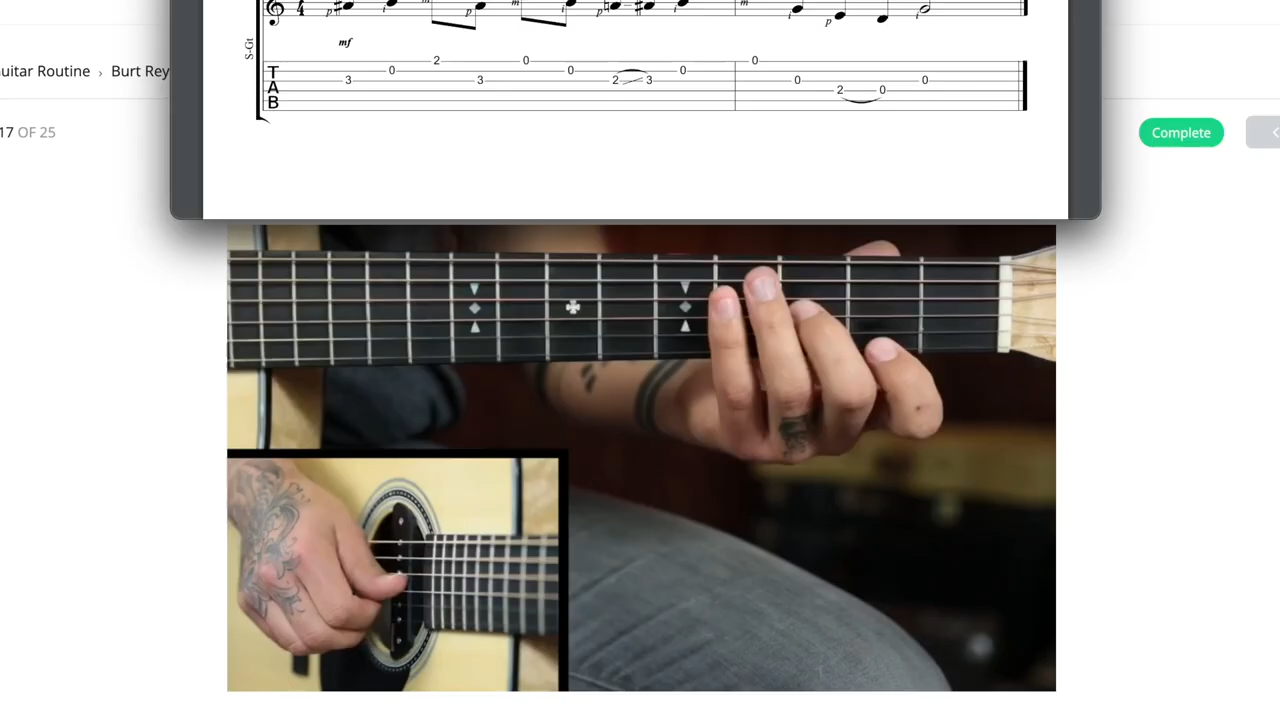 4
p i m p m i p i m i p i
mf
S-Gt
T
A
B
2 0 0
0 0 0
3 3 2 3 0 0
2 0
uitar Routine › Burt Rey
17 OF 25
Complete